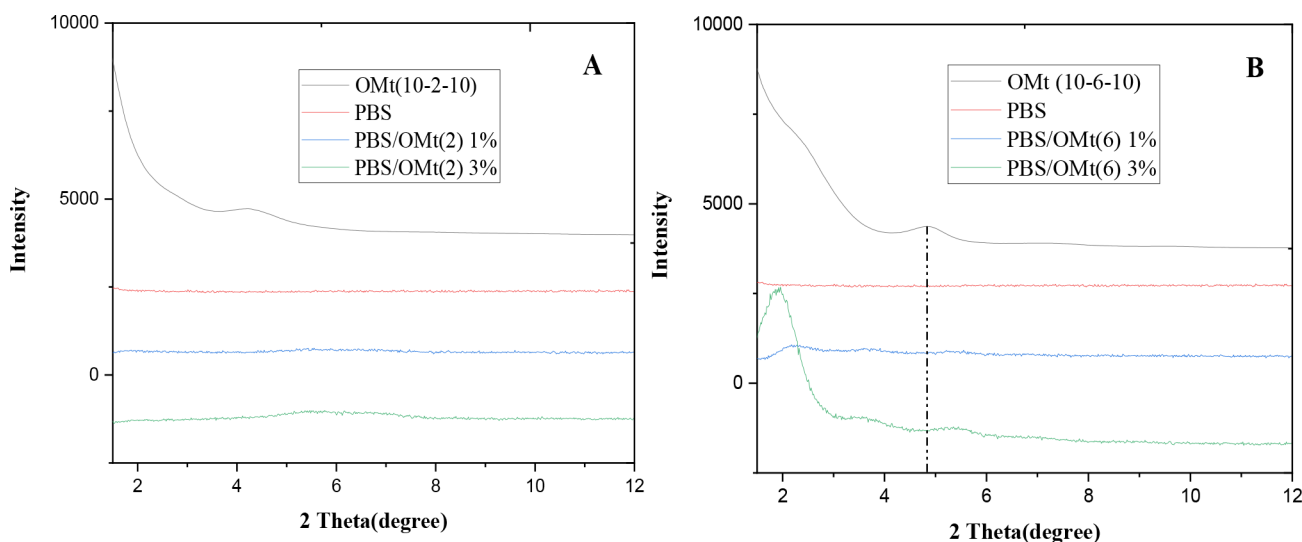 A
10000
5000
0
Intensity
OMt(10-2-10)
PBS
PBS/OMt(2) 1%
PBS/OMt(2) 3%
2 4 6 8 10 12
2 Theta(degree)
B
10000
5000
0
Intensity
OMt (10-6-10)
PBS
PBS/OMt(6) 1%
PBS/OMt(6) 3%
2 4 6 8 10 12
2 Theta(degree)